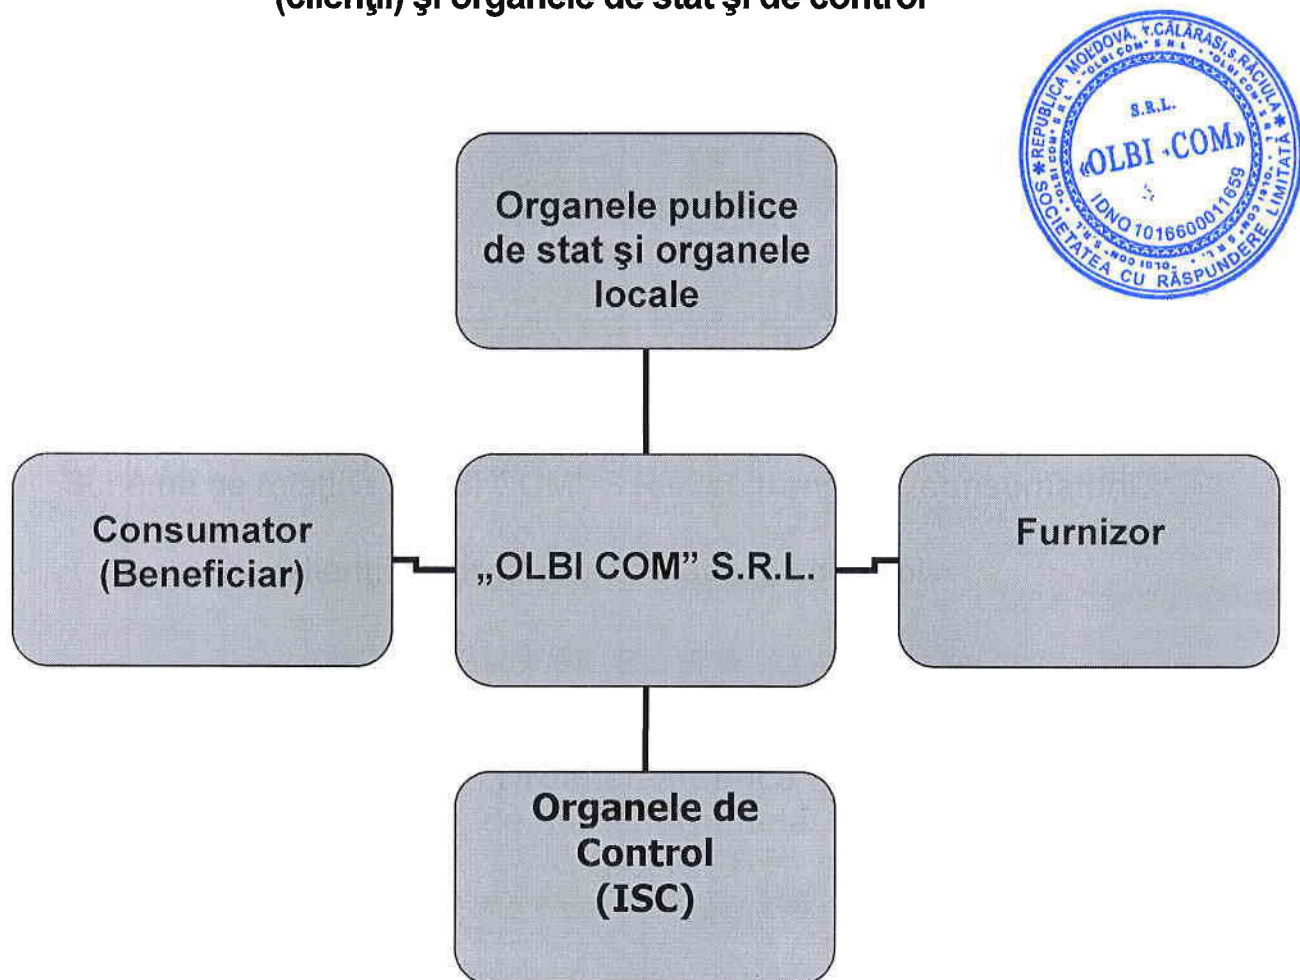 (clienţii) şi organele de stat şi de control
* REPUBLICA MOLDOVA, r.CĂLĂRAŞI,s.RĂCIULA *
SOCIETATEA CU RĂSPUNDERE LIMITATĂ
S.R.L.
«OLBI -COM»
IDNO 1016600011659
Organele publice
de stat şi organele
locale
Consumator
(Beneficiar)
„OLBI COM” S.R.L.
Furnizor
Organele de
Control
(ISC)